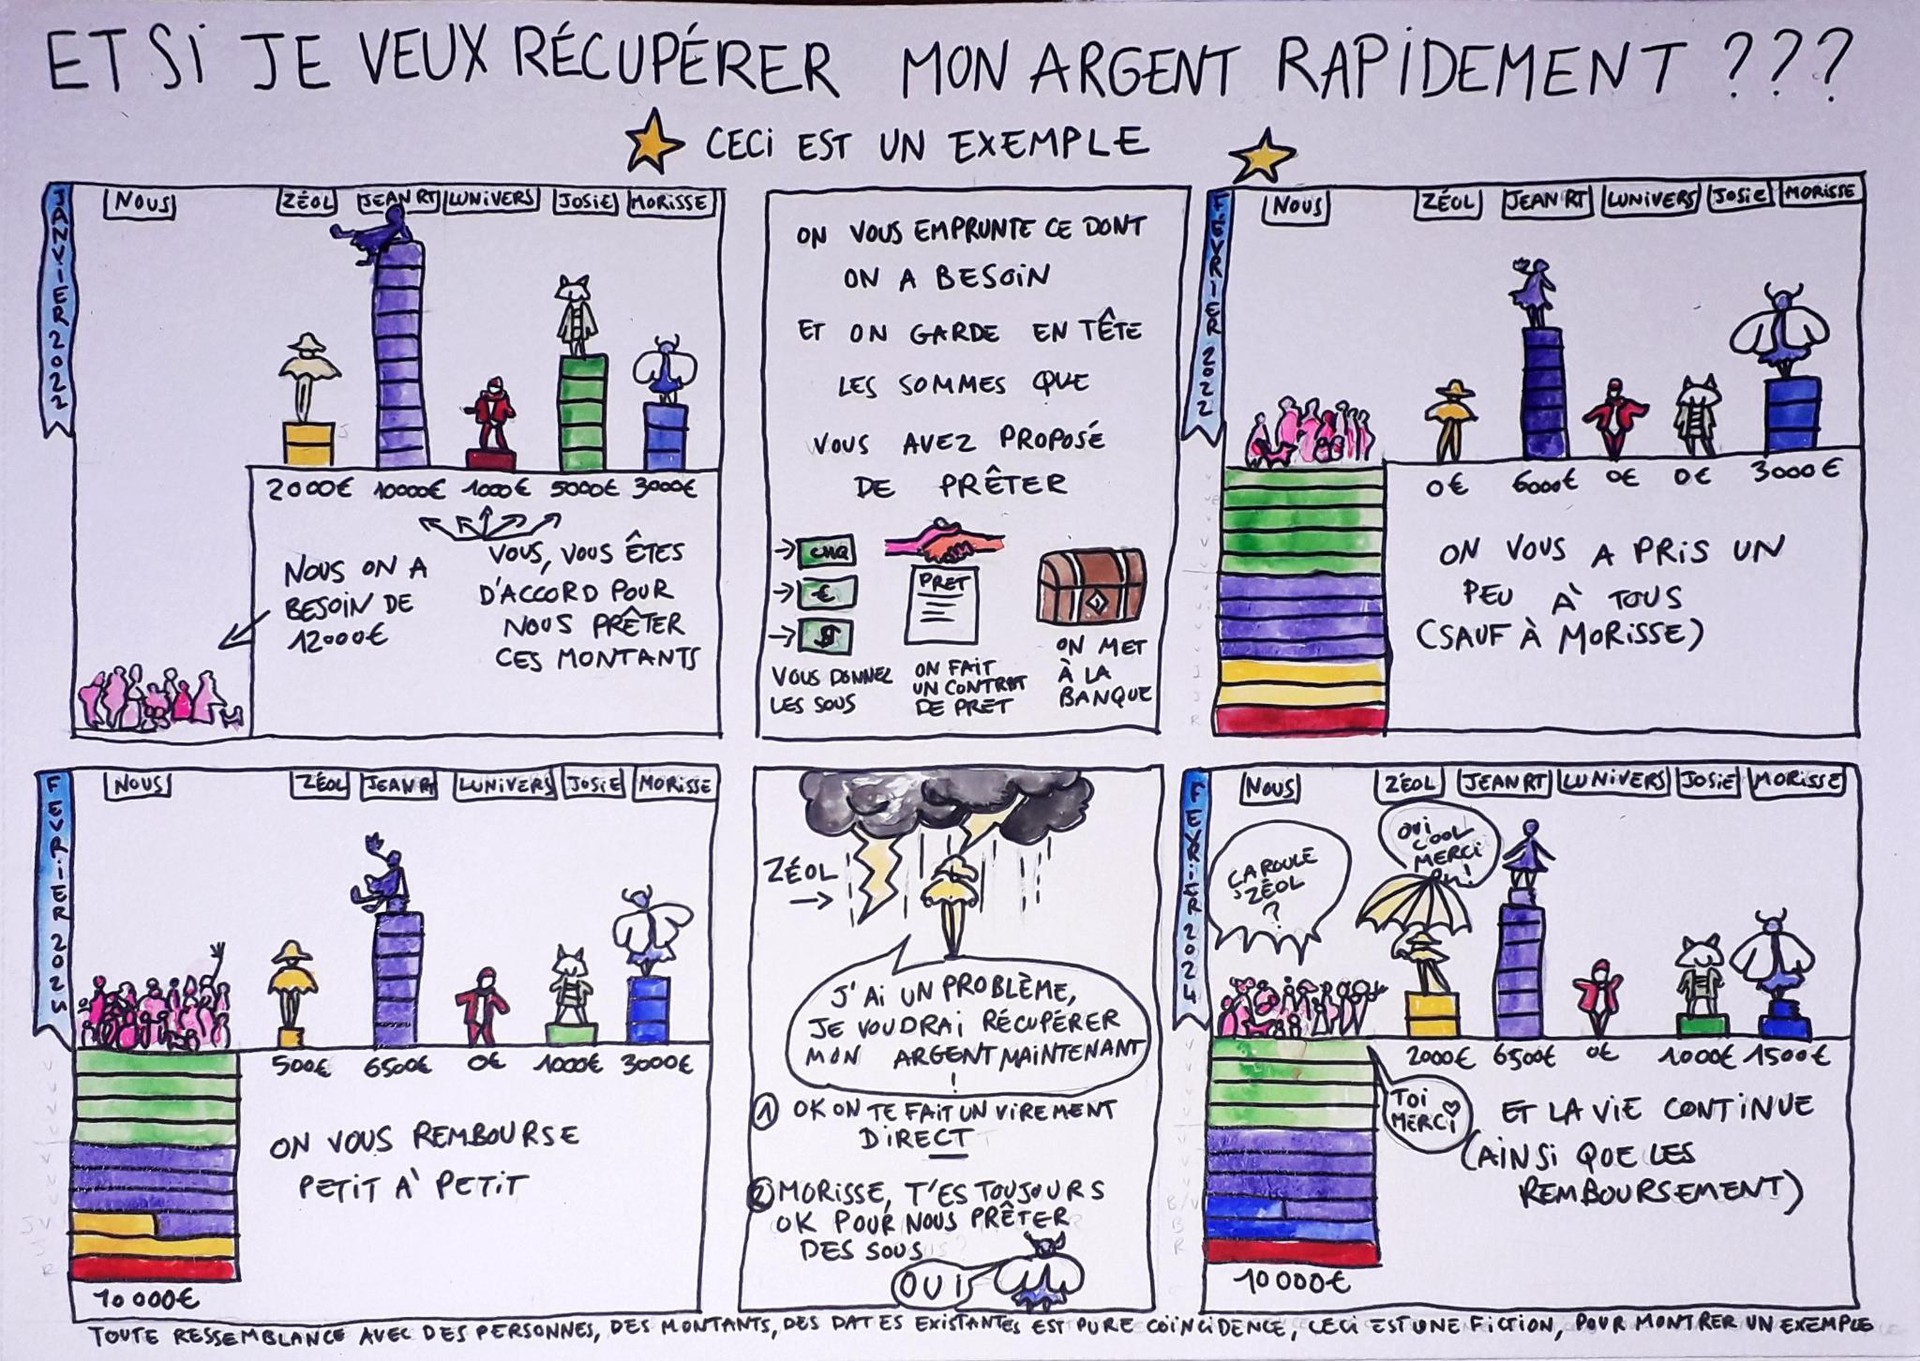 ET SI JE VEUX RÉCUPÉRER MON ARGENT RAPIDEMENT ???
CECI EST UN EXEMPLE
JANVIER 2022
NOUS
ZÉOL
JEAN RT
LUNIVERS
JOSIE
MORISSE
2000€ 10000€ 1000€ 5000€ 3000€
NOUS ON A
BESOIN DE
12000€
VOUS, VOUS ÊTES
D'ACCORD POUR
NOUS PRÊTER
CES MONTANTS
ON VOUS EMPRUNTE CE DONT
ON A BESOIN
ET ON GARDE EN TÊTE
LES SOMMES QUE
VOUS AVEZ PROPOSÉ
DE PRÊTER
CHQ
€
$
VOUS DONNEZ
LES SOUS
PRET
ON FAIT
UN CONTRAT
DE PRET
ON MET
À LA
BANQUE
FEVRIER 2022
NOUS
ZÉOL
JEAN RT
LUNIVERS
JOSIE
MORISSE
0€ 6000€ 0€ 0€ 3000€
ON VOUS A PRIS UN
PEU À TOUS
(SAUF À MORISSE)
NOUS
ZÉOL
JEAN RT
LUNIVERS
JOSIE
MORISSE
500€ 6500€ 0€ 1000€ 3000€
ON VOUS REMBOURSE
PETIT À PETIT
10 000€
ZÉOL
J'AI UN PROBLÈME,
JE VOUDRAI RÉCUPÉRER
MON ARGENT MAINTENANT
!
1 OK ON TE FAIT UN VIREMENT
DIRECT
2 MORISSE, T'ES TOUJOURS
OK POUR NOUS PRÊTER
DES SOUS
OUI
FEVRIER 2024
NOUS
ZÉOL
JEAN RT
LUNIVERS
JOSIE
MORISSE
ÇA ROULE
ZÉOL
?
OUI
COOL
MERCI
2000€ 6500€ 0€ 1000€ 1500€
TOI
MERCI
ET LA VIE CONTINUE
(AINSI QUE LES
REMBOURSEMENT)
10 000€
TOUTE RESSEMBLANCE AVEC DES PERSONNES, DES MONTANTS, DES DATES EXISTANTES EST PURE COÏNCIDENCE, CECI EST UNE FICTION, POUR MONTRER UN EXEMPLE